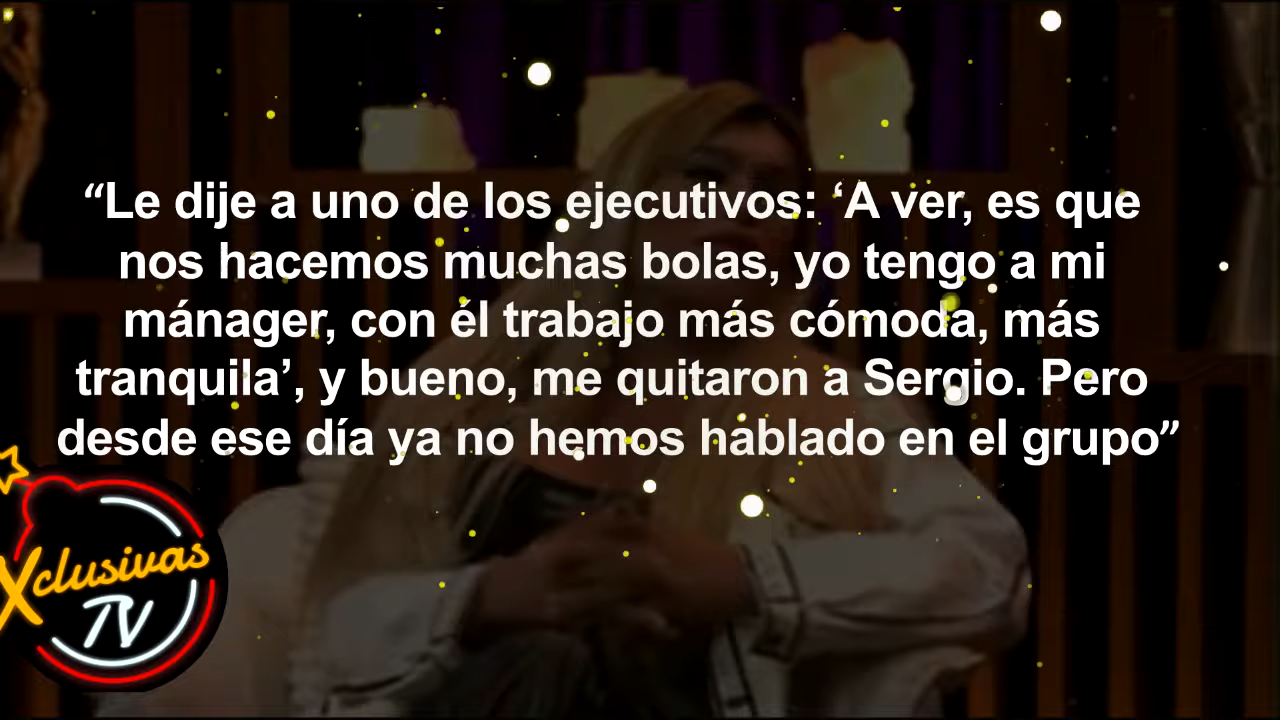 “Le dije a uno de los ejecutivos: ‘A ver, es que
nos hacemos muchas bolas, yo tengo a mi
mánager, con él trabajo más cómoda, más
tranquila’, y bueno, me quitaron a Sergio. Pero
desde ese día ya no hemos hablado en el grupo”
Xclusivas
TV